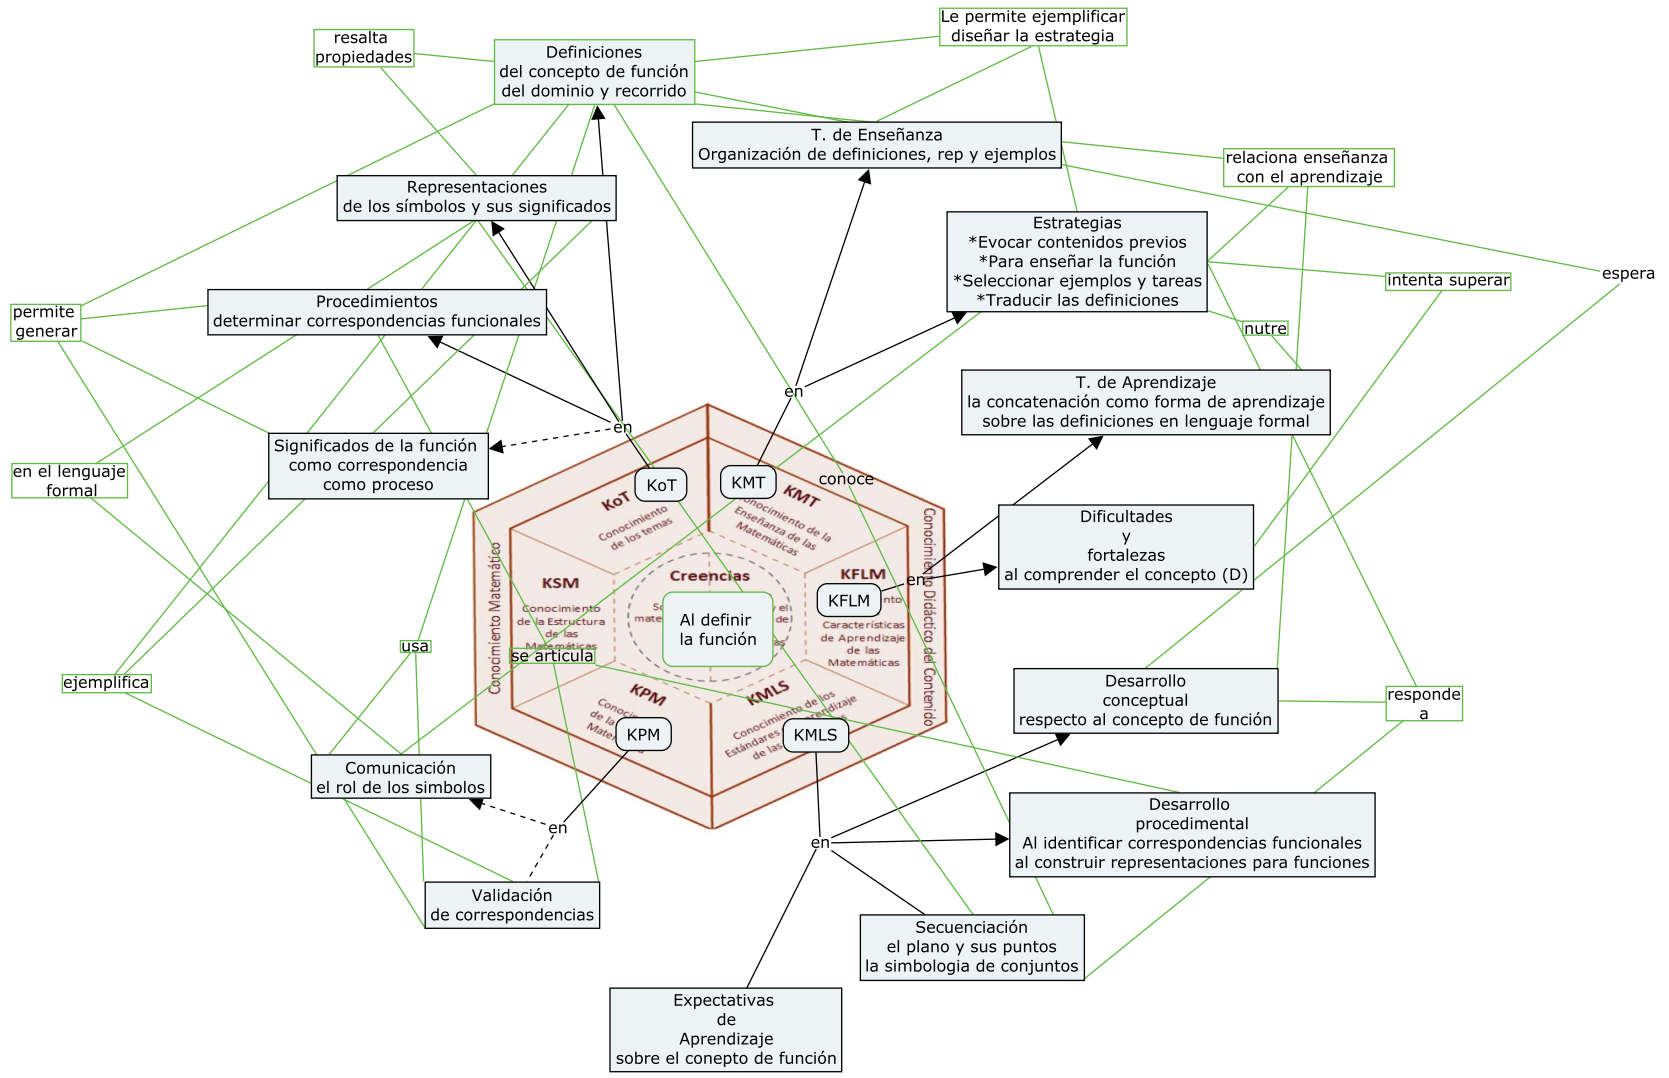 Le permite ejemplificar
diseñar la estrategia
resalta
propiedades
Definiciones
del concepto de función
del dominio y recorrido
T. de Enseñanza
Organización de definiciones, rep y ejemplos
relaciona enseñanza
con el aprendizaje
Representaciones
de los símbolos y sus significados
Estrategias
*Evocar contenidos previos
*Para enseñar la función
*Seleccionar ejemplos y tareas
*Traducir las definiciones
intenta superar
espera
permite
generar
Procedimientos
determinar correspondencias funcionales
nutre
T. de Aprendizaje
la concatenación como forma de aprendizaje
sobre las definiciones en lenguaje formal
en
en
Significados de la función
como correspondencia
como proceso
en el lenguaje
formal
KoT
KMT
conoce
KoT
Conocimiento
de los temas
KMT
Conocimiento de la
Enseñanza de las
Matemáticas
Conocimiento Matemático
Conocimiento Didáctico del Contenido
Dificultades
y
fortalezas
al comprender el concepto (D)
KSM
Conocimiento
de la Estructura
de las
Matemáticas
Creencias
el
de
Al definir
la función
KFLM
en
KFLM
Características
de Aprendizaje
de las
Matemáticas
usa
se articula
ejemplifica
KPM
de la
KPM
KMLS
Conocimiento de los
Estándares
de las
KMLS
Desarrollo
conceptual
respecto al concepto de función
responde
a
Comunicación
el rol de los simbolos
en
en
Desarrollo
procedimental
Al identificar correspondencias funcionales
al construir representaciones para funciones
Validación
de correspondencias
Secuenciación
el plano y sus puntos
la simbologia de conjuntos
Expectativas
de
Aprendizaje
sobre el conepto de función